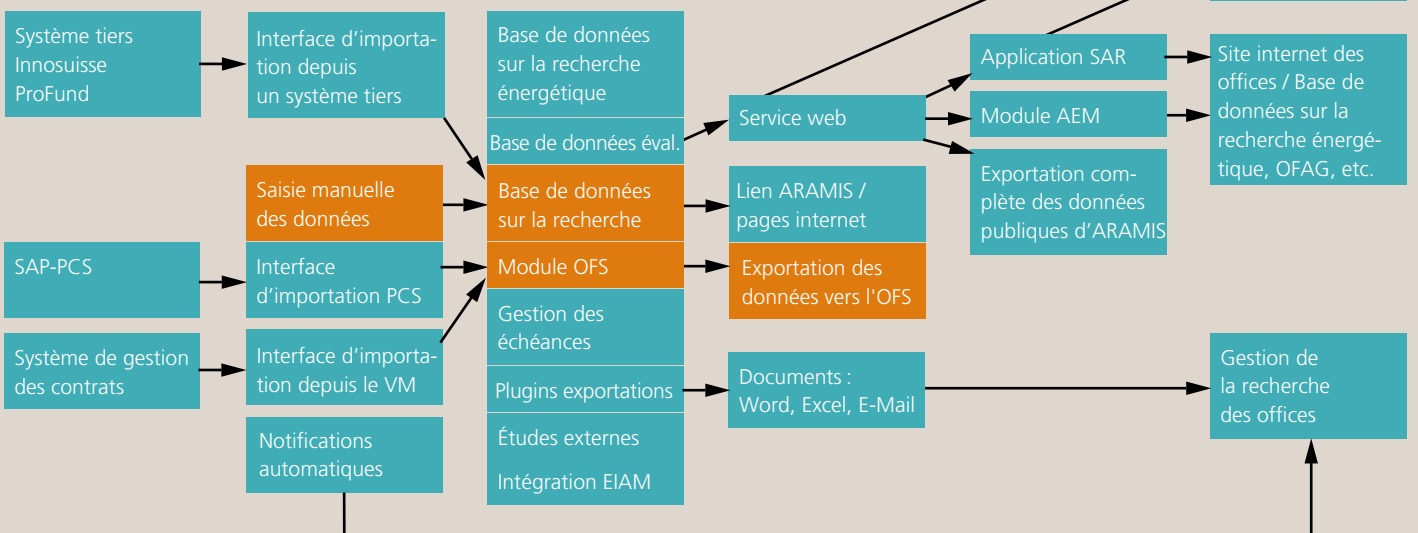 Système tiers
Innosuisse
ProFund
Interface d’importa-
tion depuis
un système tiers
Saisie manuelle
des données
SAP-PCS
Interface
d’importation PCS
Système de gestion
des contrats
Interface d’importa-
tion depuis le VM
Notifications
automatiques
Base de données
sur la recherche
énergétique
Base de données éval.
Base de données
sur la recherche
Module OFS
Gestion des
échéances
Plugins exportations
Études externes
Intégration EIAM
Service web
Lien ARAMIS /
pages internet
Exportation des
données vers l'OFS
Documents :
Word, Excel, E-Mail
Application SAR
Module AEM
Exportation com-
plète des données
publiques d’ARAMIS
Site internet des
offices / Base de
données sur la
recherche énergé-
tique, OFAG, etc.
Gestion de
la recherche
des offices